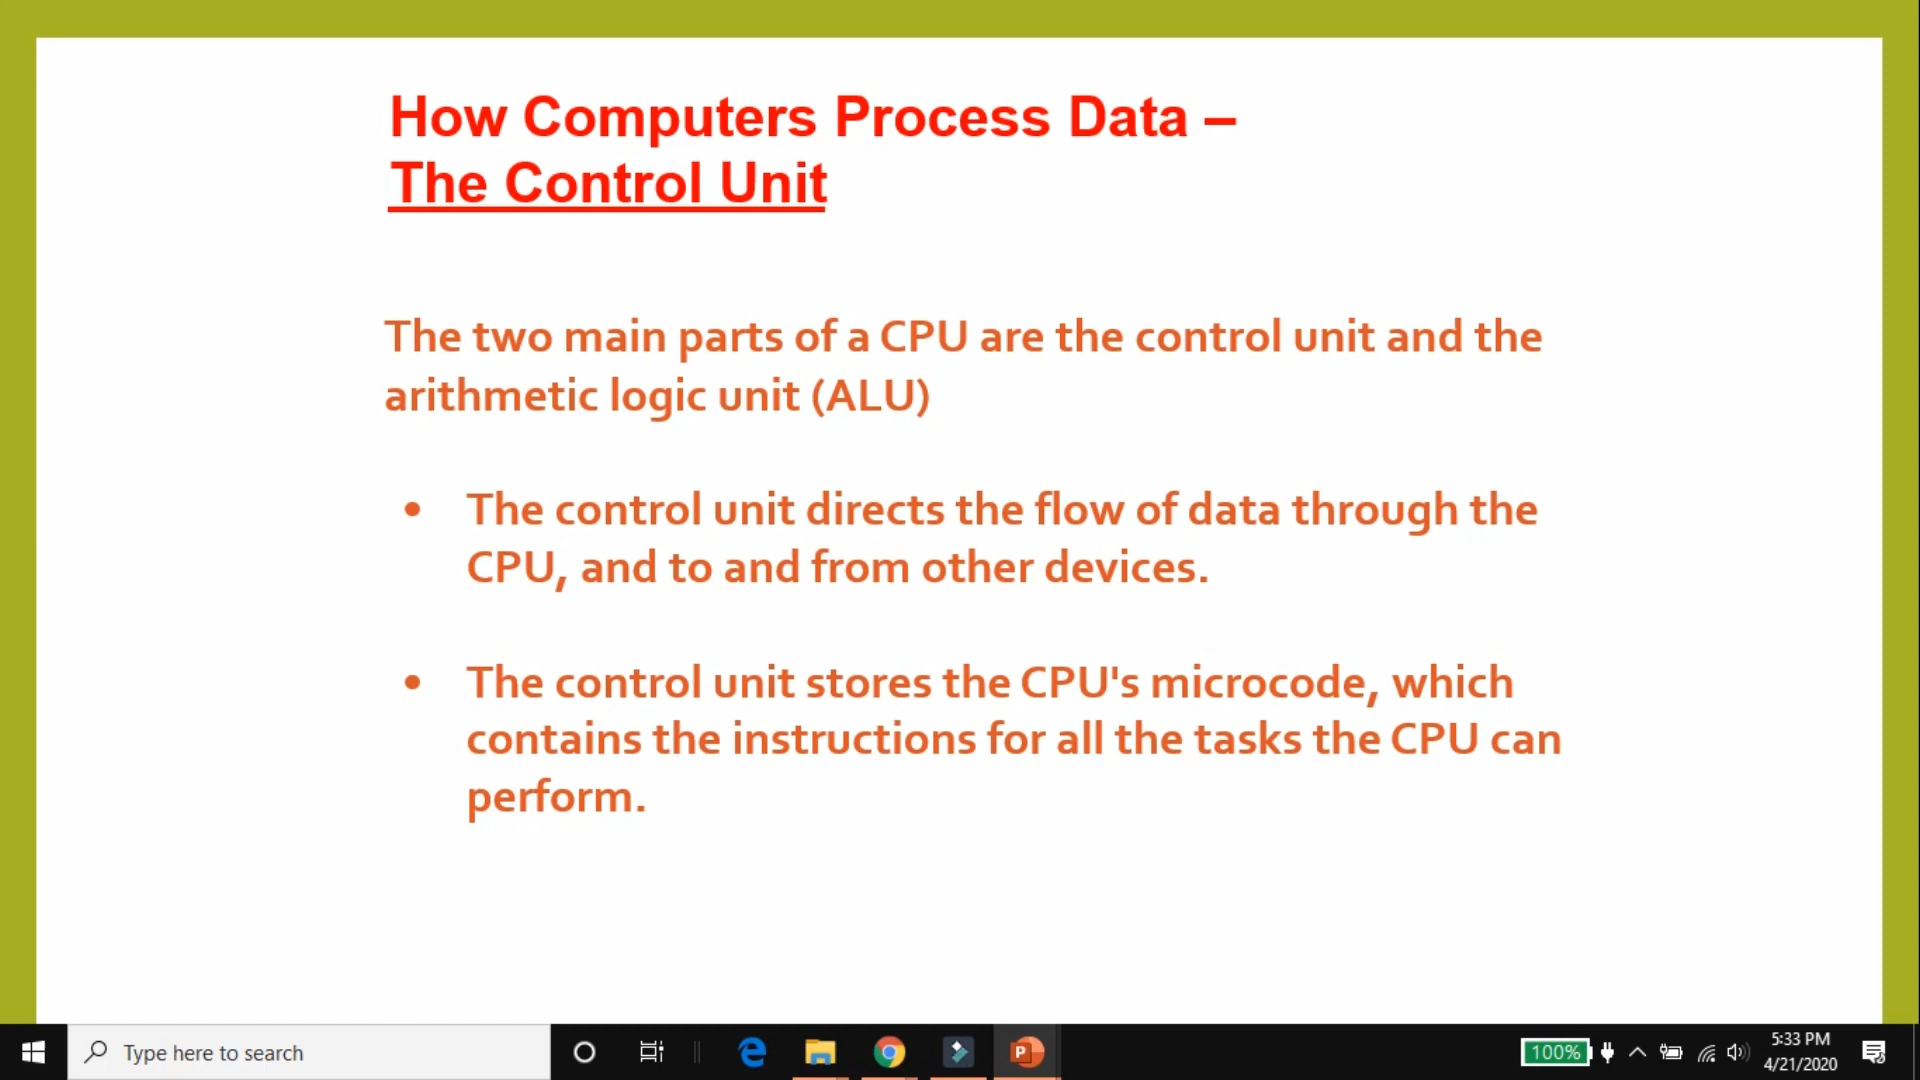 How Computers Process Data –
The Control Unit
The two main parts of a CPU are the control unit and the
arithmetic logic unit (ALU)
• The control unit directs the flow of data through the
CPU, and to and from other devices.
• The control unit stores the CPU's microcode, which
contains the instructions for all the tasks the CPU can
perform.
Type here to search
100%
5:33 PM
4/21/2020